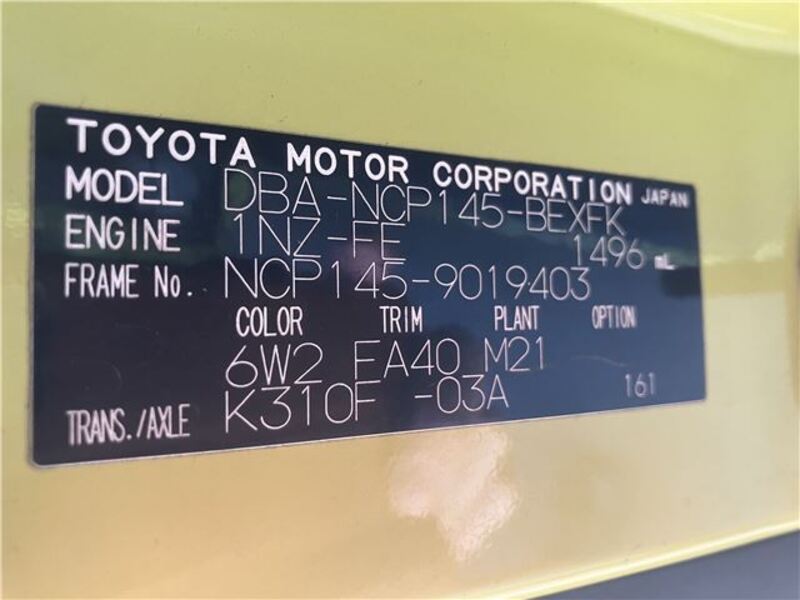 TOYOTA MOTOR CORPORATION JAPAN
MODEL DBA-NCP145-BEXFK
ENGINE 1NZ-FE 1496 mL
FRAME No. NCP145-9019403
COLOR TRIM PLANT OPTION
6W2 FA40 M21
TRANS./AXLE K310F -03A 161